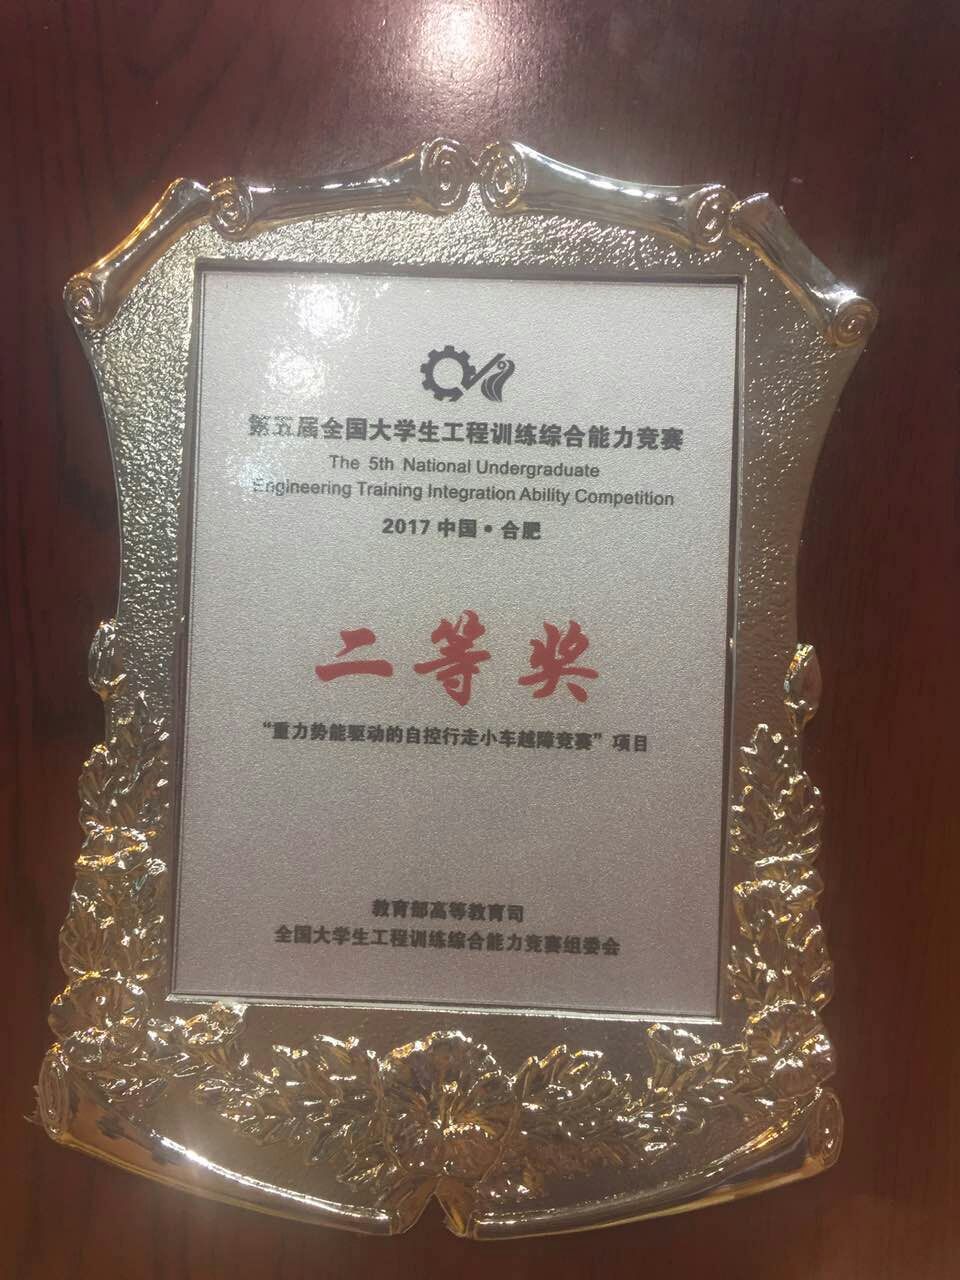 第五届全国大学生工程训练综合能力竞赛
The 5th National Undergraduate
Engineering Training Integration Ability Competition
2017 中国·合肥
二等奖
“重力势能驱动的自控行走小车越障竞赛”项目
教育部高等教育司
全国大学生工程训练综合能力竞赛组委会